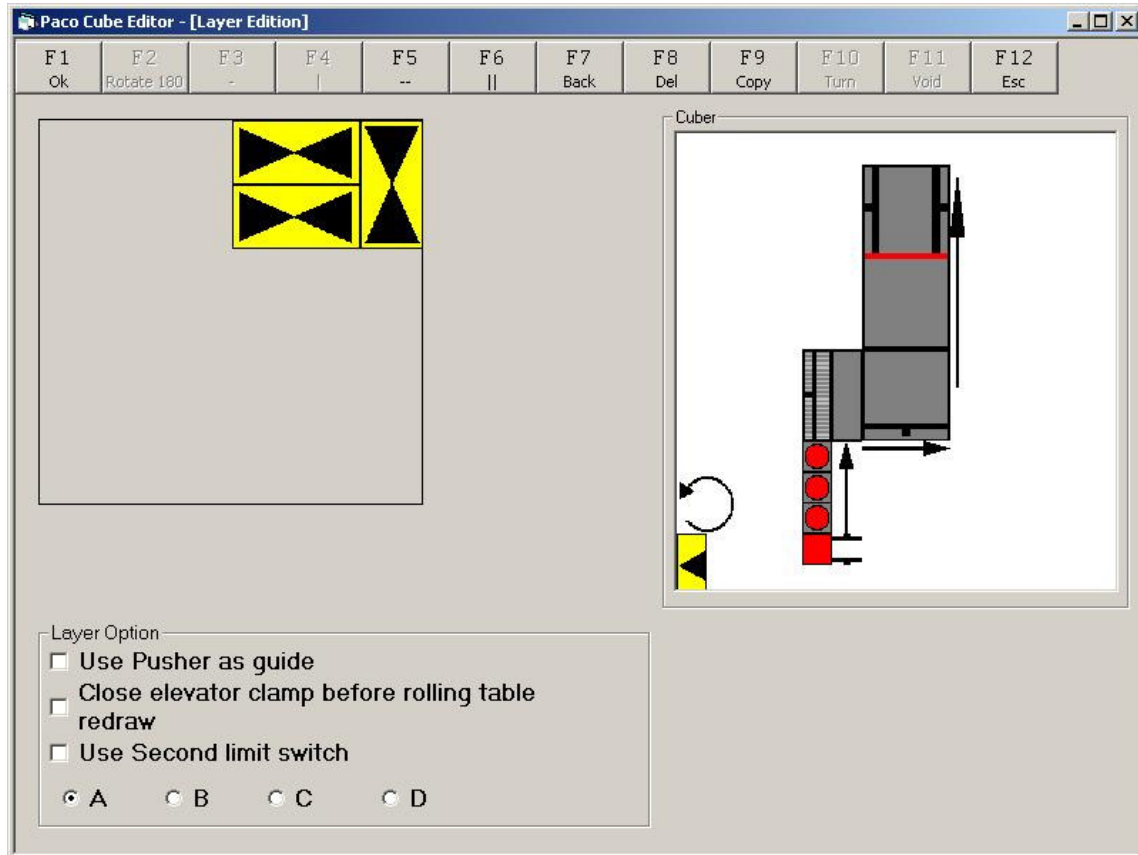 Paco Cube Editor - [Layer Edition]
F1 F2 F3 F4 F5 F6 F7 F8 F9 F10 F11 F12
Ok Rotate 180 - | -- || Back Del Copy Turn Void Esc
Cuber
Layer Option
Use Pusher as guide
Close elevator clamp before rolling table
redraw
Use Second limit switch
A B C D